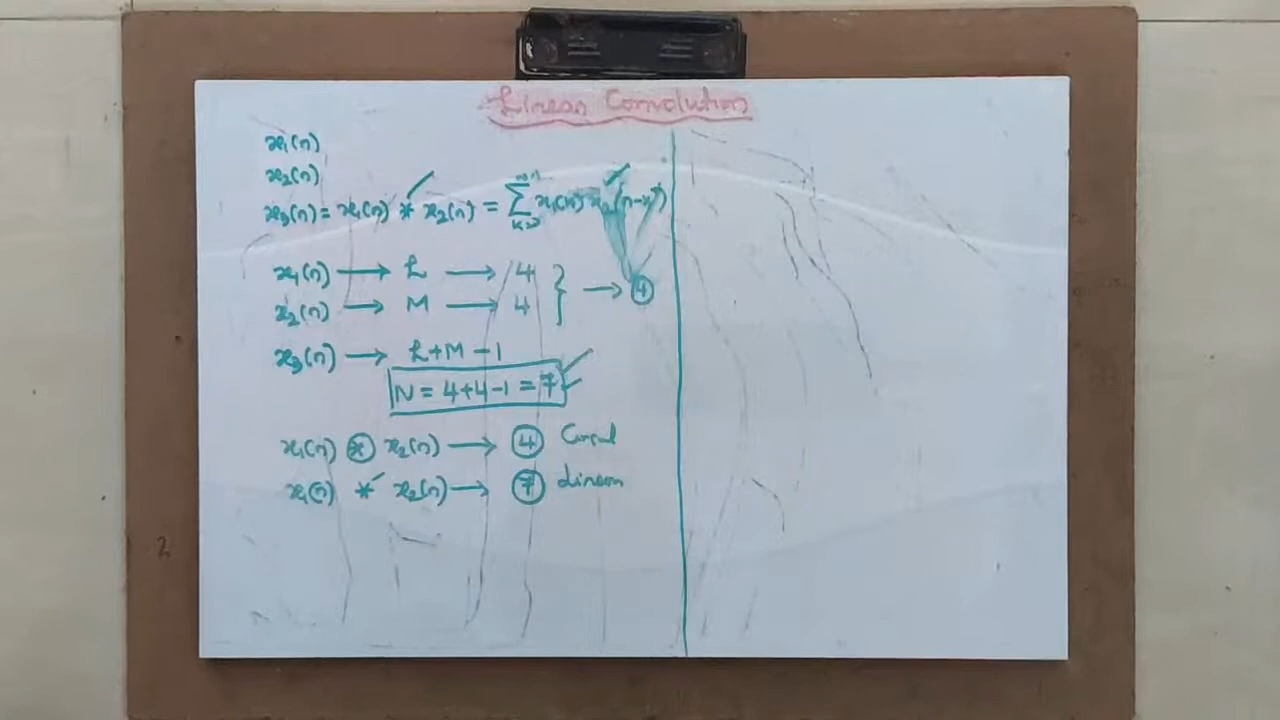 Linear Convolution
x₁(n)
x₂(n)
x₃(n) = x₁(n) * x₂(n) = ∑ x₁(k) x₂(n-k)
x₁(n) → L → 4
x₂(n) → M → 4 } → 4
x₃(n) → L+M-1
N = 4+4-1 = 7
x₁(n) ⊛ x₂(n) → 4
x₁(n) * x₂(n) → 7 Linear
2